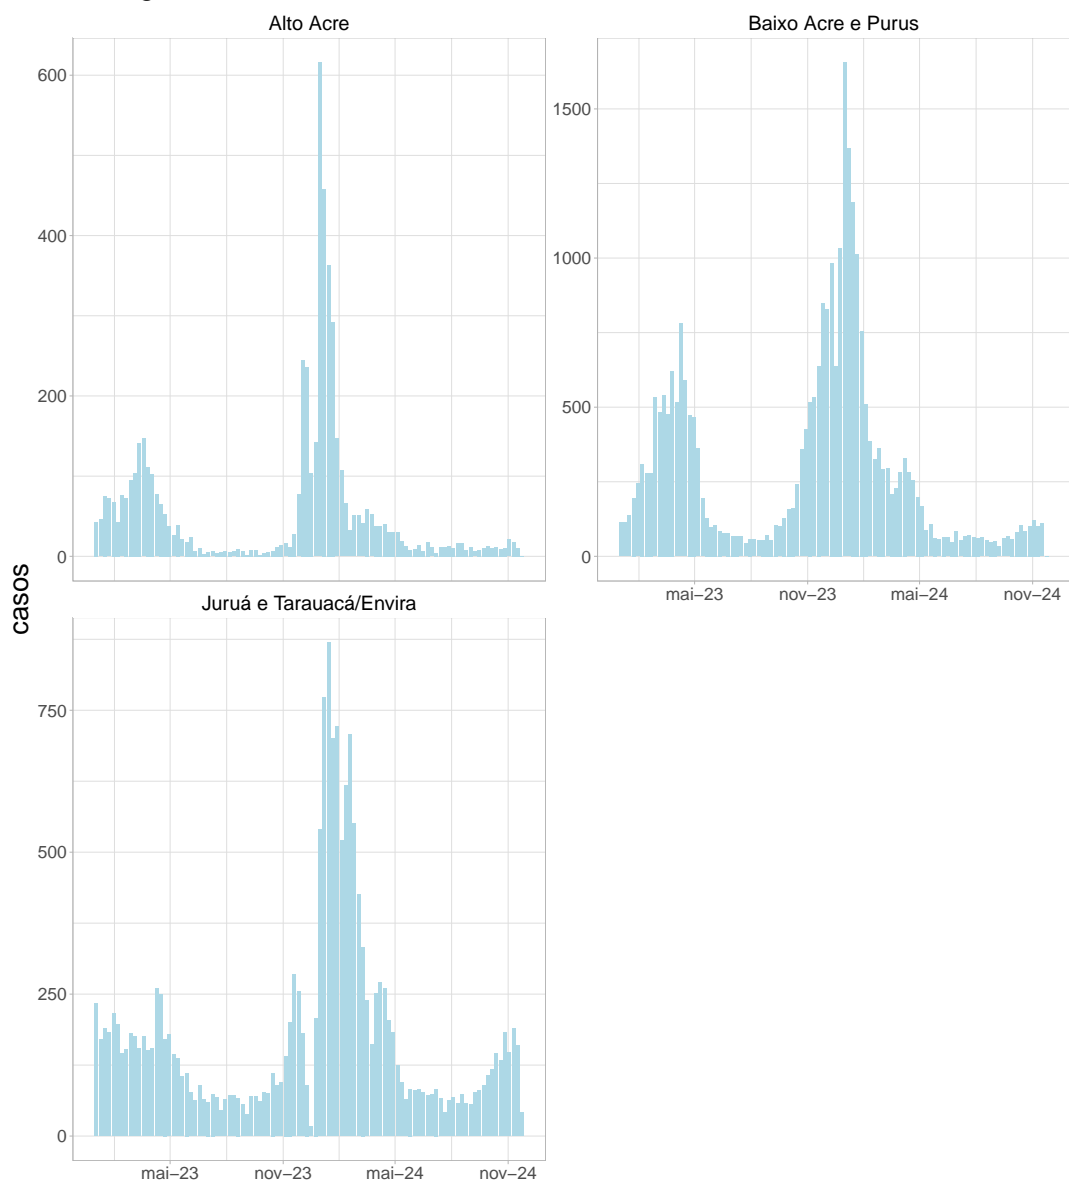 Alto Acre
600
400
200
0
Baixo Acre e Purus
1500
1000
500
0
mai–23 nov–23 mai–24 nov–24
casos
Juruá e Tarauacá/Envira
750
500
250
0
mai–23 nov–23 mai–24 nov–24